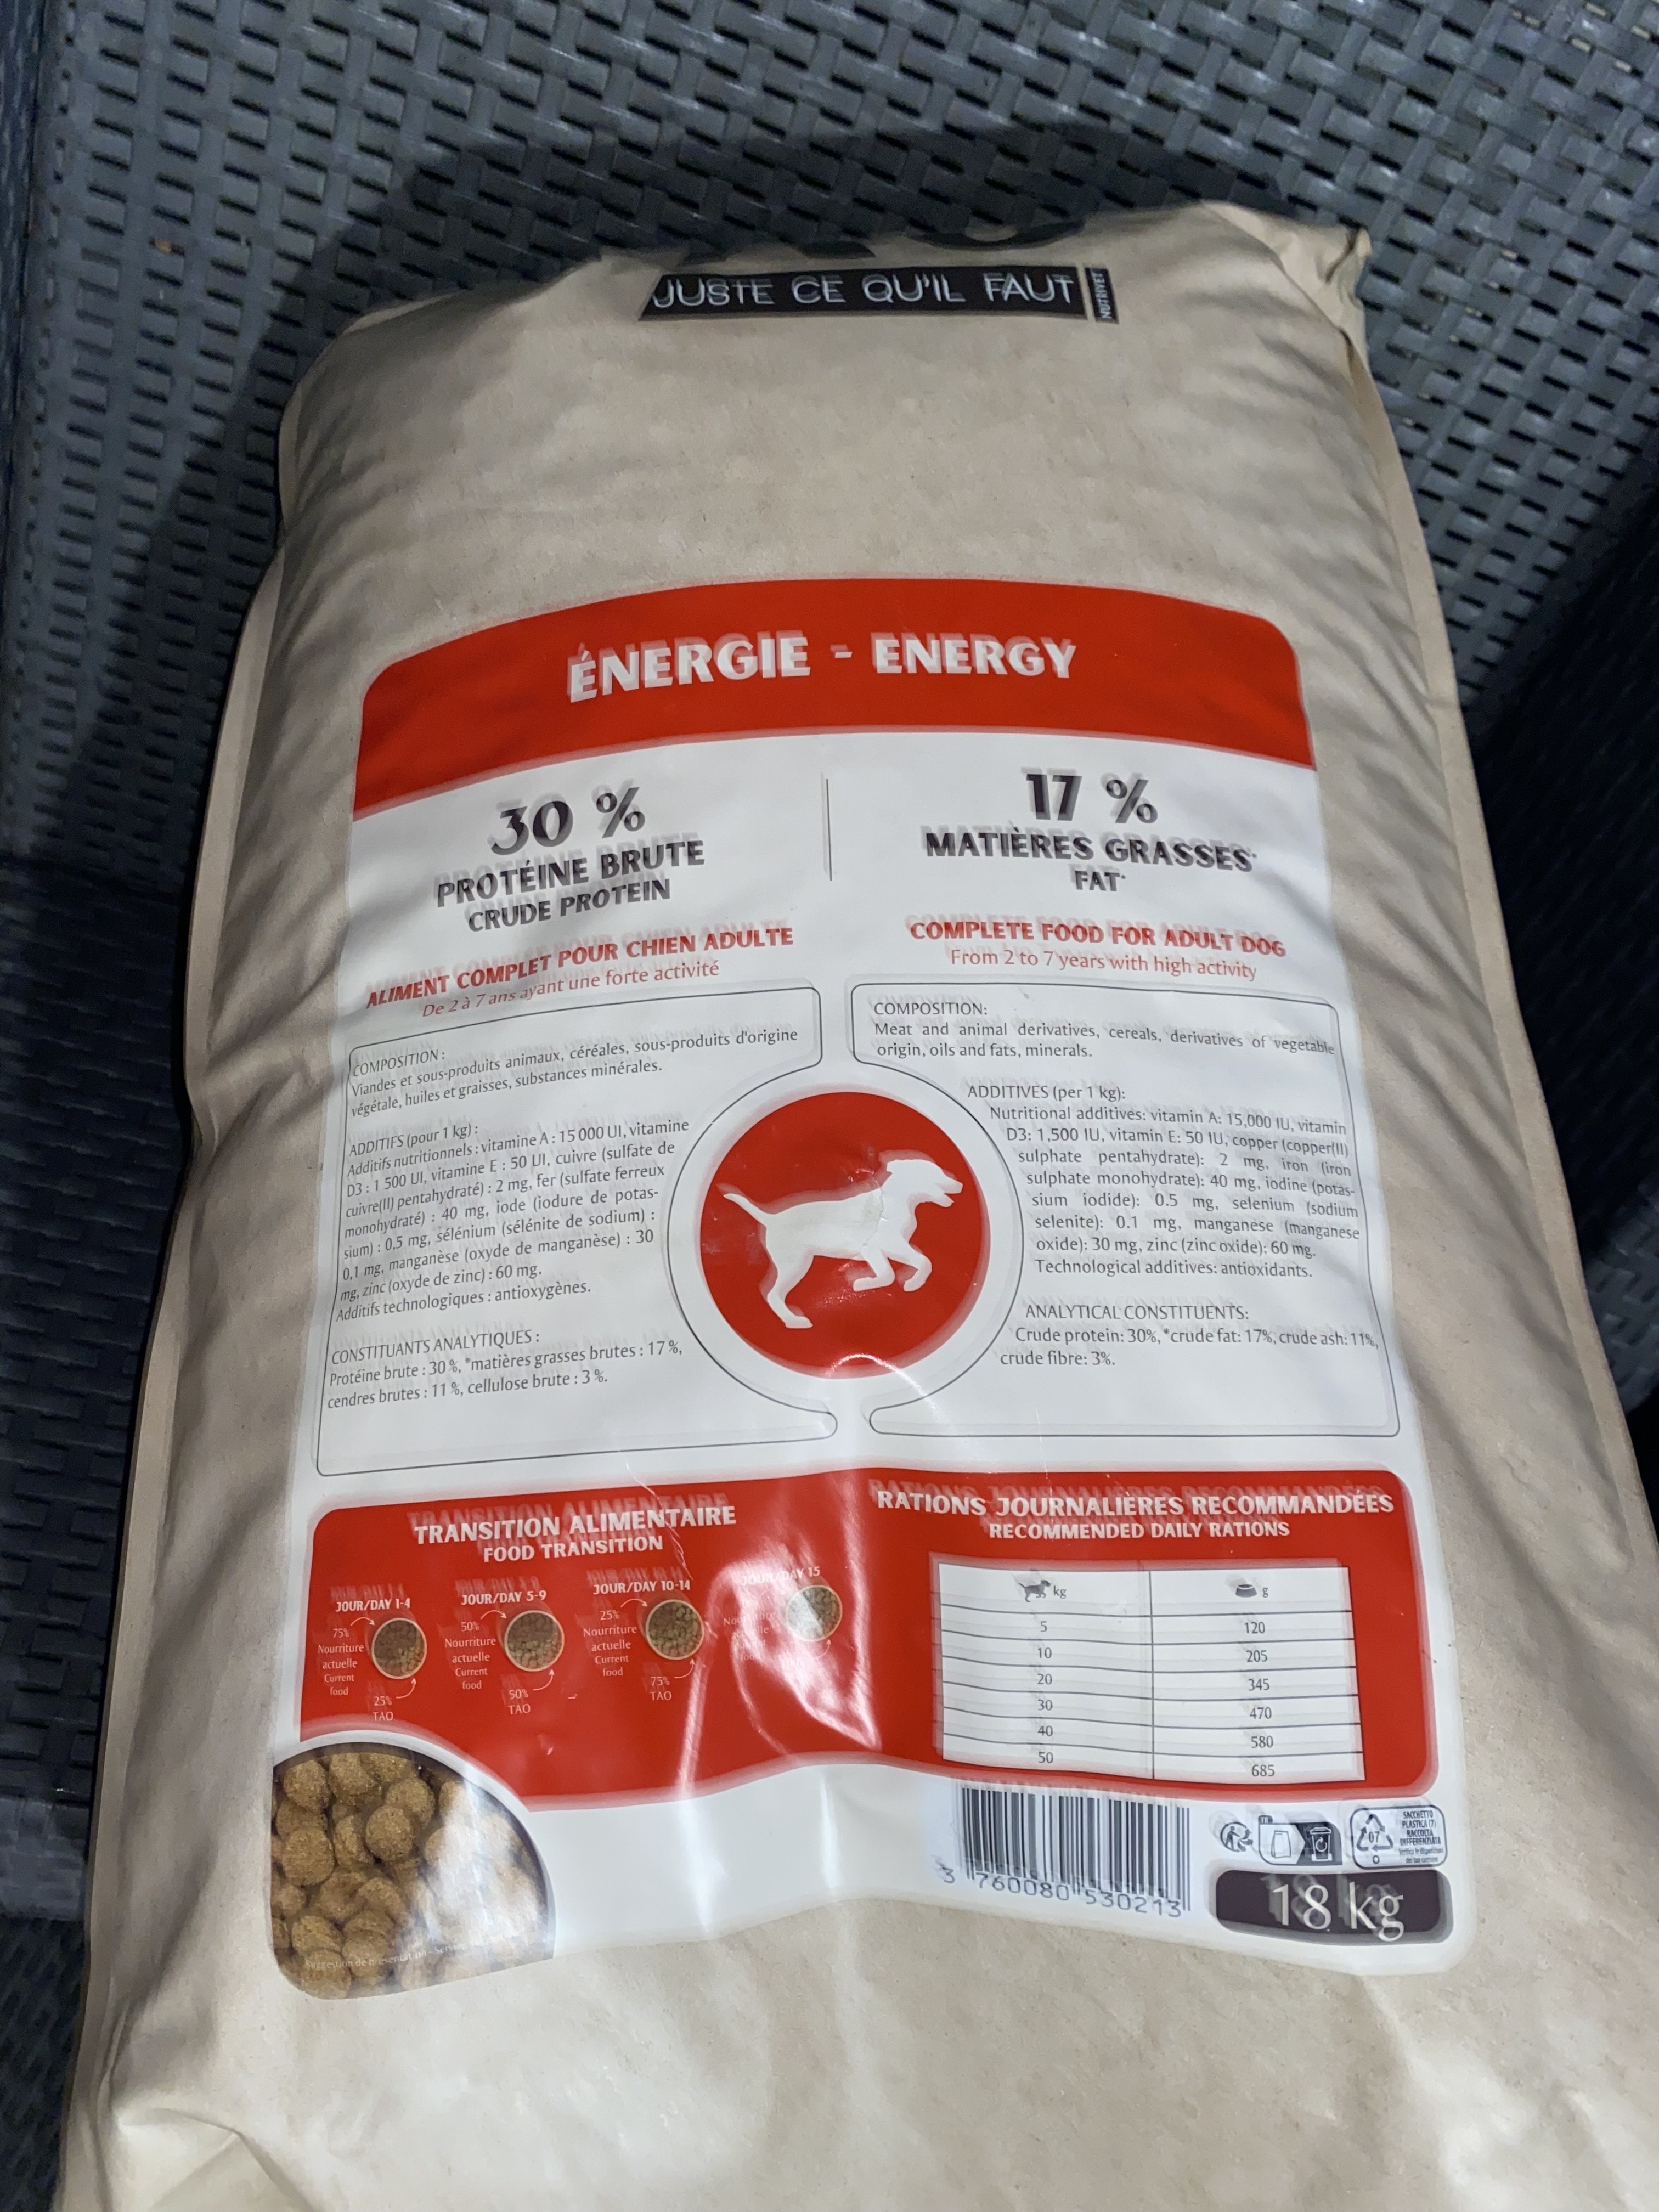 JUSTE CE QU'IL FAUT
NUTRIVET
ÉNERGIE - ENERGY
30 %
PROTÉINE BRUTE
CRUDE PROTEIN
17 %
MATIÈRES GRASSES*
FAT*
ALIMENT COMPLET POUR CHIEN ADULTE
De 2 à 7 ans ayant une forte activité
COMPLETE FOOD FOR ADULT DOG
From 2 to 7 years with high activity
COMPOSITION :
Viandes et sous-produits animaux, céréales, sous-produits d'origine
végétale, huiles et graisses, substances minérales.
ADDITIFS (pour 1 kg) :
Additifs nutritionnels : vitamine A : 15 000 UI, vitamine
D3 : 1 500 UI, vitamine E : 50 UI, cuivre (sulfate de
cuivre(II) pentahydraté) : 2 mg, fer (sulfate ferreux
monohydraté) : 40 mg, iode (iodure de potas-
sium) : 0,5 mg, sélénium (sélénite de sodium) :
0,1 mg, manganèse (oxyde de manganèse) : 30
mg, zinc (oxyde de zinc) : 60 mg.
Additifs technologiques : antioxygènes.
CONSTITUANTS ANALYTIQUES :
Protéine brute : 30 %, *matières grasses brutes : 17 %,
cendres brutes : 11 %, cellulose brute : 3 %.
COMPOSITION:
Meat and animal derivatives, cereals, derivatives of vegetable
origin, oils and fats, minerals.
ADDITIVES (per 1 kg):
Nutritional additives: vitamin A: 15,000 IU, vitamin
D3: 1,500 IU, vitamin E: 50 IU, copper (copper(II)
sulphate pentahydrate): 2 mg, iron (iron
sulphate monohydrate): 40 mg, iodine (potas-
sium iodide): 0.5 mg, selenium (sodium
selenite): 0.1 mg, manganese (manganese
oxide): 30 mg, zinc (zinc oxide): 60 mg.
Technological additives: antioxidants.
ANALYTICAL CONSTITUENTS:
Crude protein: 30%, *crude fat: 17%, crude ash: 11%,
crude fibre: 3%.
TRANSITION ALIMENTAIRE
FOOD TRANSITION
JOUR/DAY 1-4
75%
Nourriture
actuelle
Current
food
25%
TAO
JOUR/DAY 5-9
50%
Nourriture
actuelle
Current
food
50%
TAO
JOUR/DAY 10-14
25%
Nourriture
actuelle
Current
food
75%
TAO
JOUR/DAY 15
RATIONS JOURNALIÈRES RECOMMANDÉES
RECOMMENDED DAILY RATIONS
kg g
5 120
10 205
20 345
30 470
40 580
50 685
3 760080 530213
SACCHETTO
PLASTICA (7)
RACCOLTA
DIFFERENZIATA
07
O
18 kg
Suggestion de